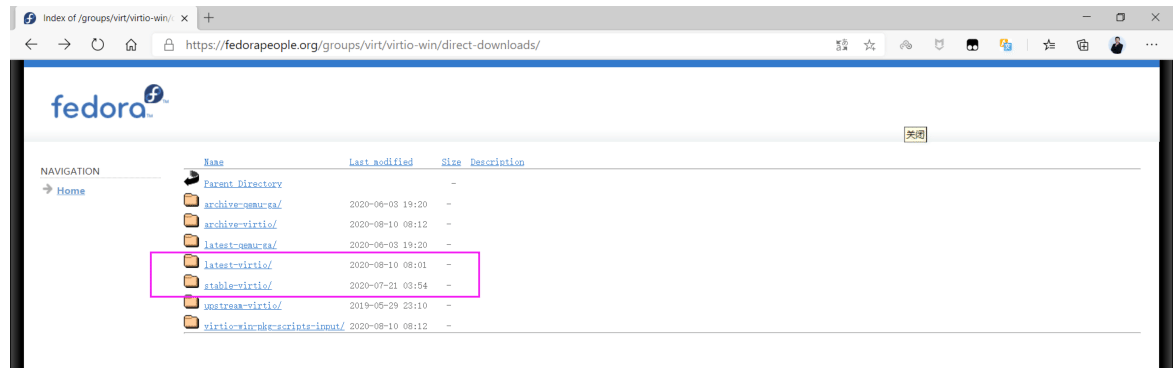 Index of /groups/virt/virtio-win/
https://fedorapeople.org/groups/virt/virtio-win/direct-downloads/
fedora
关闭
NAVIGATION
Home
Name Last modified Size Description
Parent Directory -
archive-qemu-ga/ 2020-06-03 19:20 -
archive-virtio/ 2020-08-10 08:12 -
latest-qemu-ga/ 2020-06-03 19:20 -
latest-virtio/ 2020-08-10 08:01 -
stable-virtio/ 2020-07-21 03:54 -
upstream-virtio/ 2019-05-29 23:10 -
virtio-win-pkg-scripts-input/ 2020-08-10 08:12 -